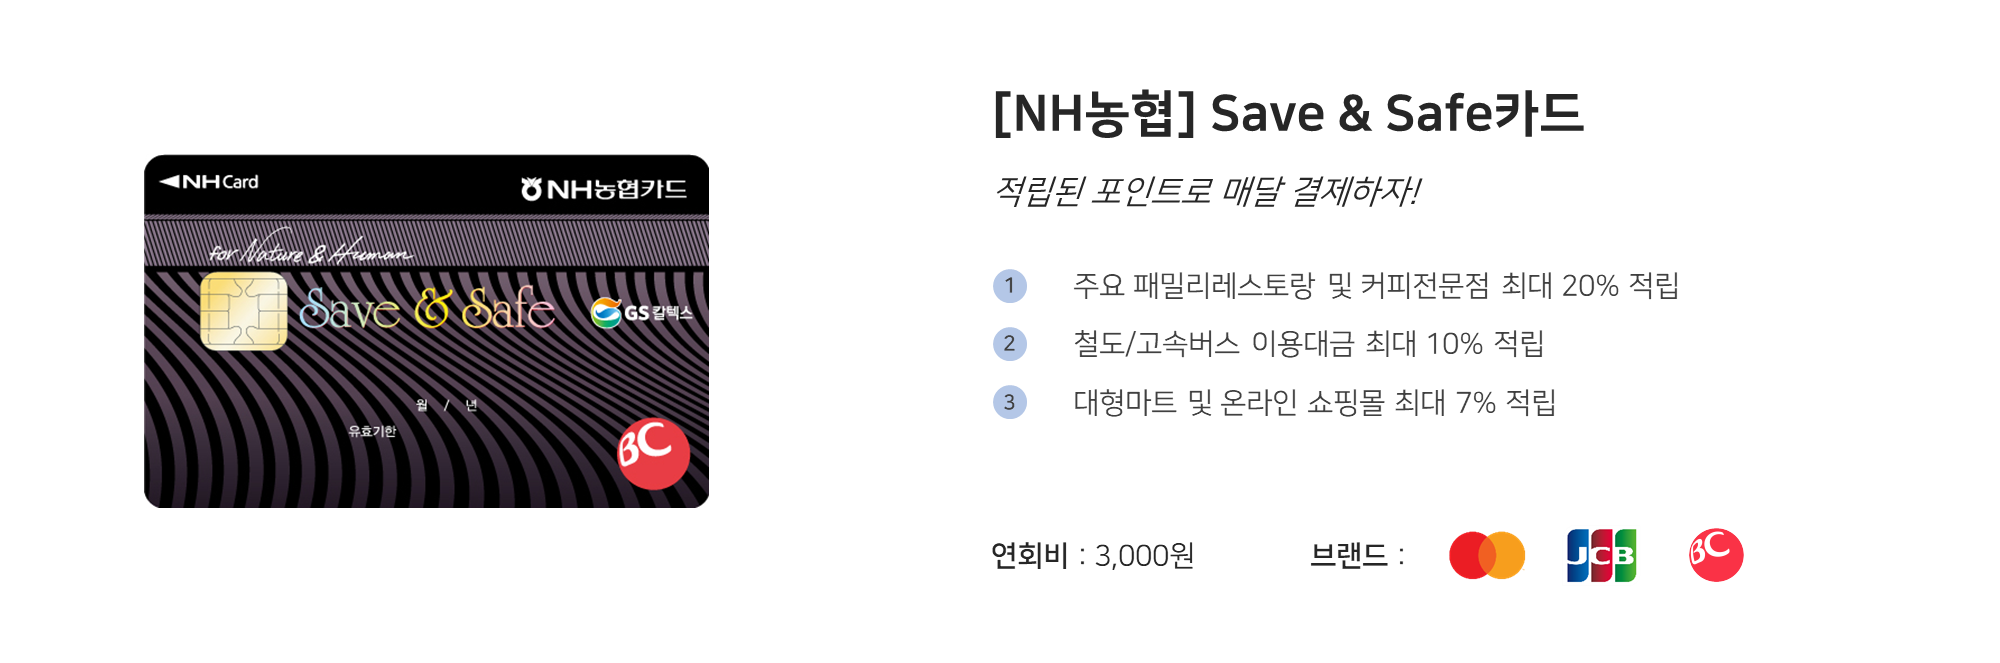 NH Card
NH농협카드
for Nature & Human
Save & Safe
GS칼텍스
월 / 년
유효기한
BC
[NH농협] Save & Safe카드
적립된 포인트로 매달 결제하자!
1 주요 패밀리레스토랑 및 커피전문점 최대 20% 적립
2 철도/고속버스 이용대금 최대 10% 적립
3 대형마트 및 온라인 쇼핑몰 최대 7% 적립
연회비 : 3,000원 브랜드 : JCB BC